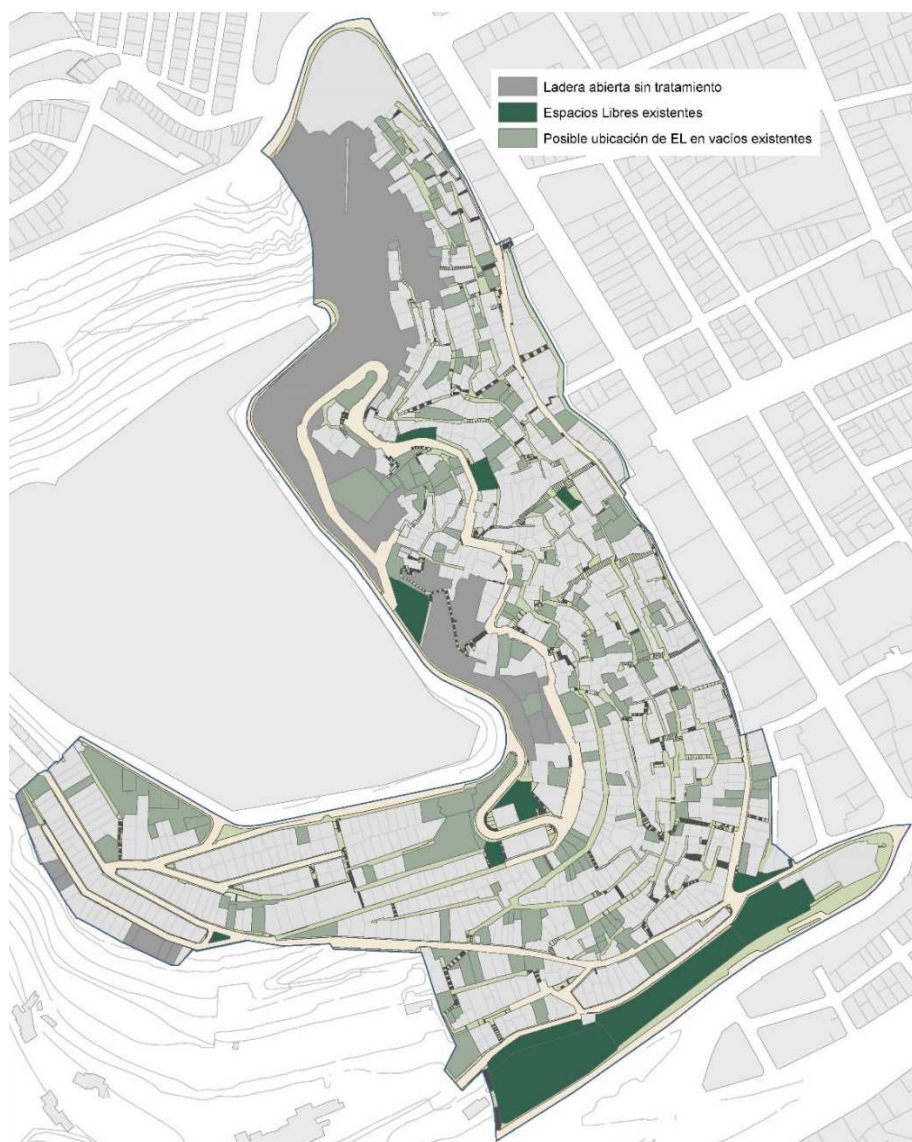 Ladera abierta sin tratamiento
Espacios Libres existentes
Posible ubicación de EL en vacíos existentes